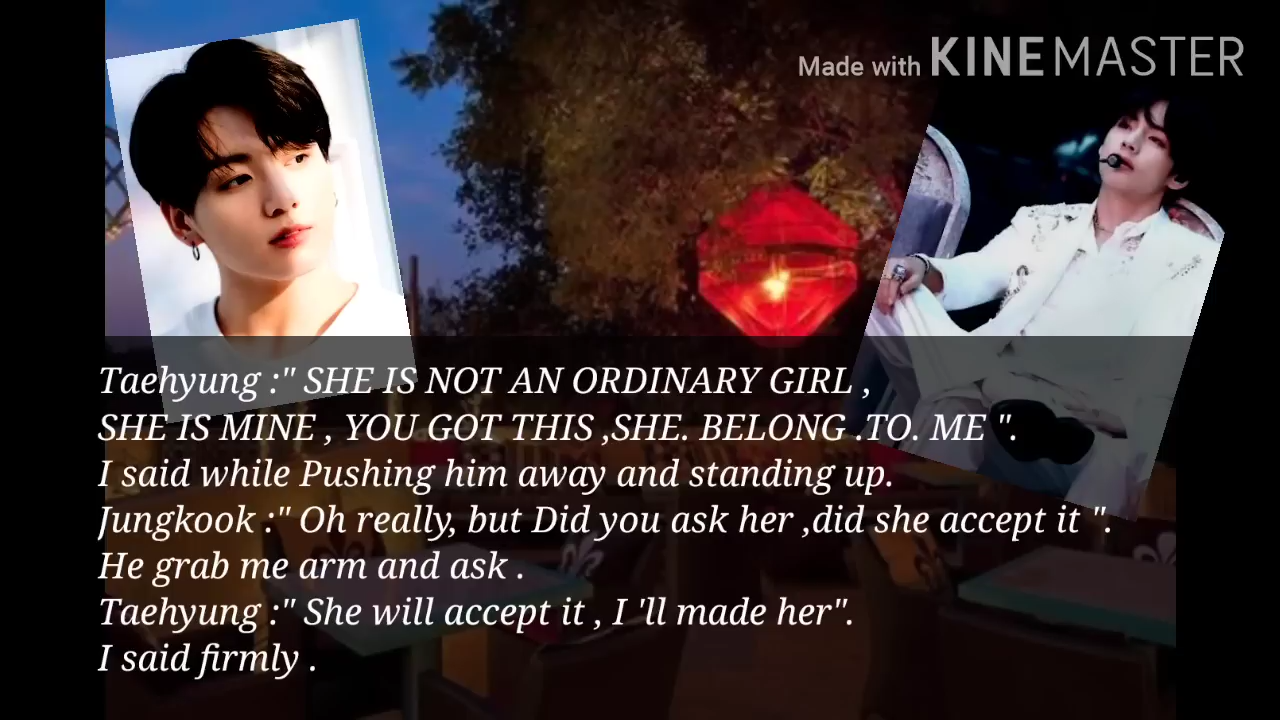 Made with KINEMASTER
Taehyung :" SHE IS NOT AN ORDINARY GIRL ,
SHE IS MINE , YOU GOT THIS ,SHE. BELONG .TO. ME ".
I said while Pushing him away and standing up.
Jungkook :" Oh really, but Did you ask her ,did she accept it ".
He grab me arm and ask .
Taehyung :" She will accept it , I 'll made her".
I said firmly .